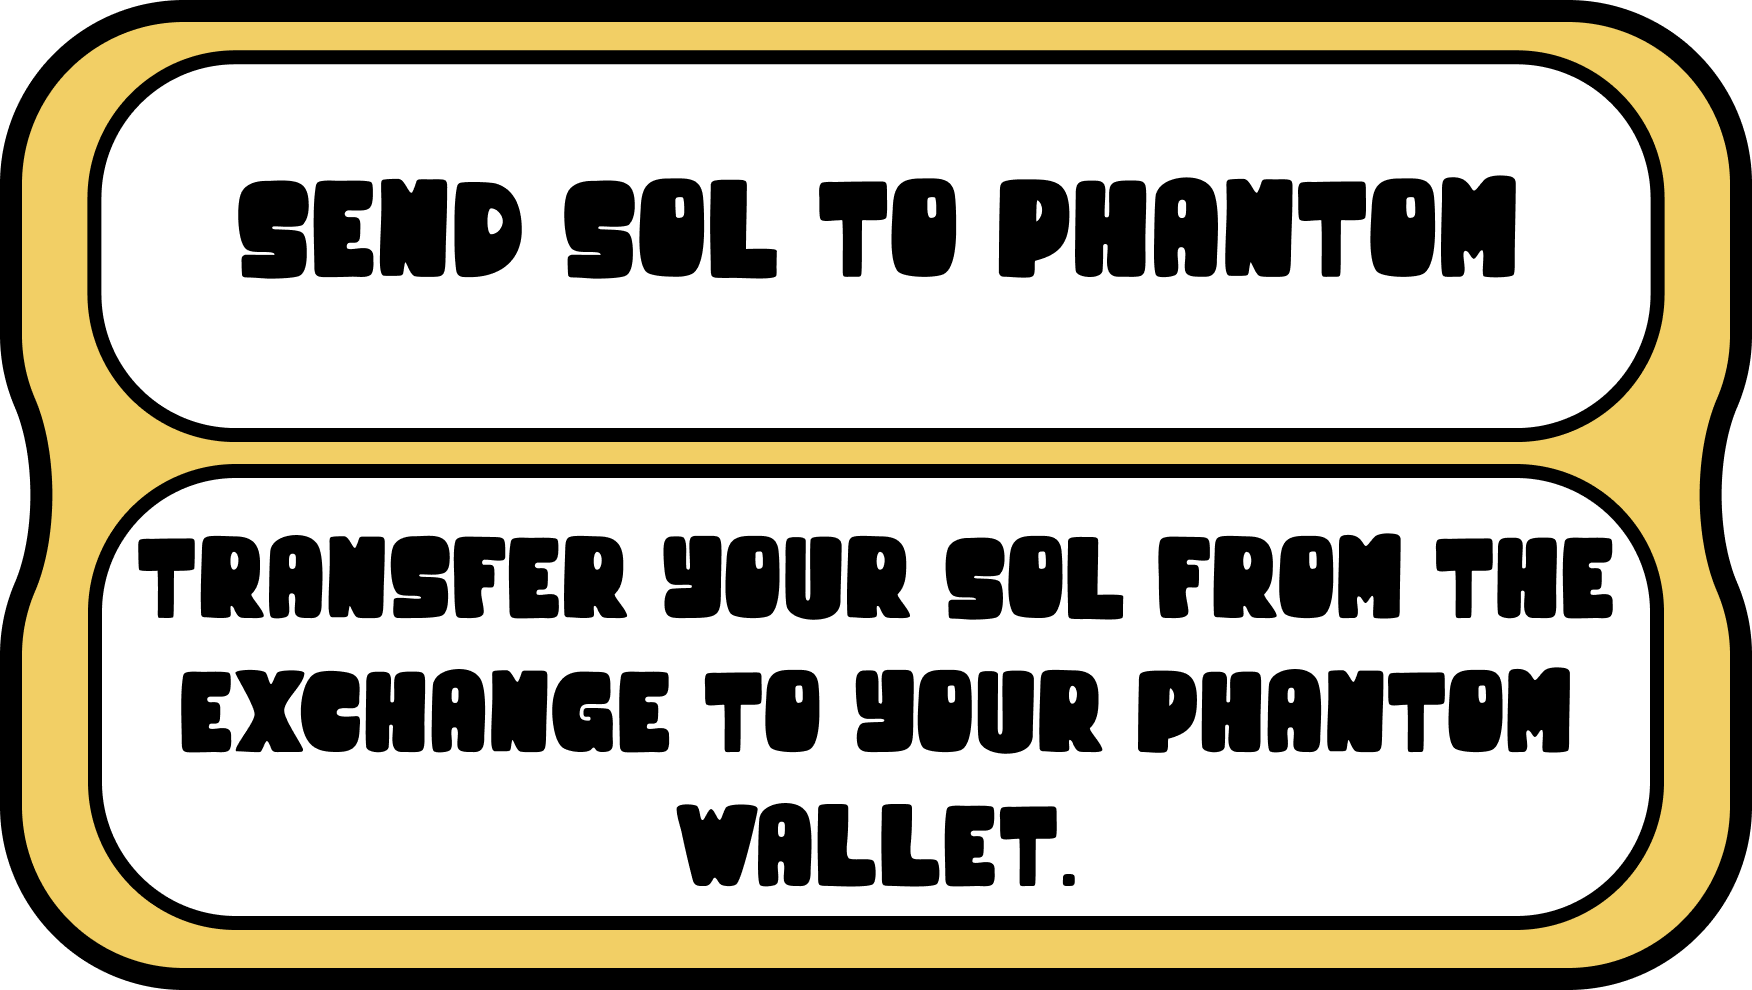 SEND SOL TO PHANTOM
TRANSFER YOUR SOL FROM THE
EXCHANGE TO YOUR PHANTOM
WALLET.